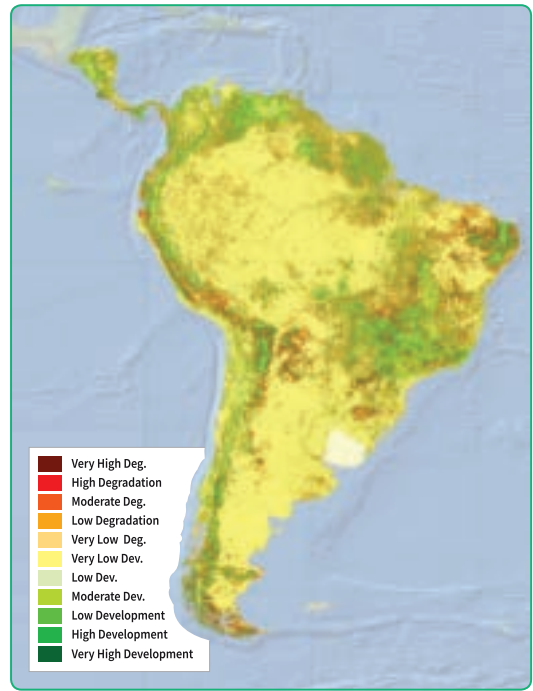 Very High Deg.
High Degradation
Moderate Deg.
Low Degradation
Very Low Deg.
Very Low Dev.
Low Dev.
Moderate Dev.
Low Development
High Development
Very High Development